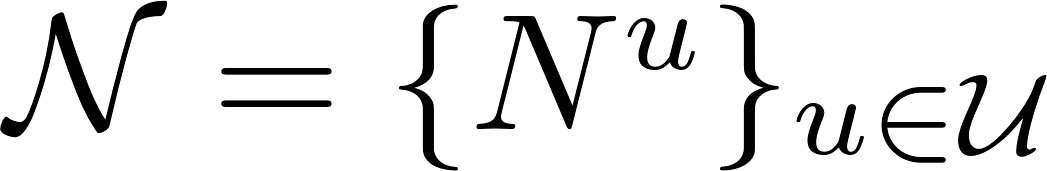 𝒩 = {N^u}_{u∈𝒰}